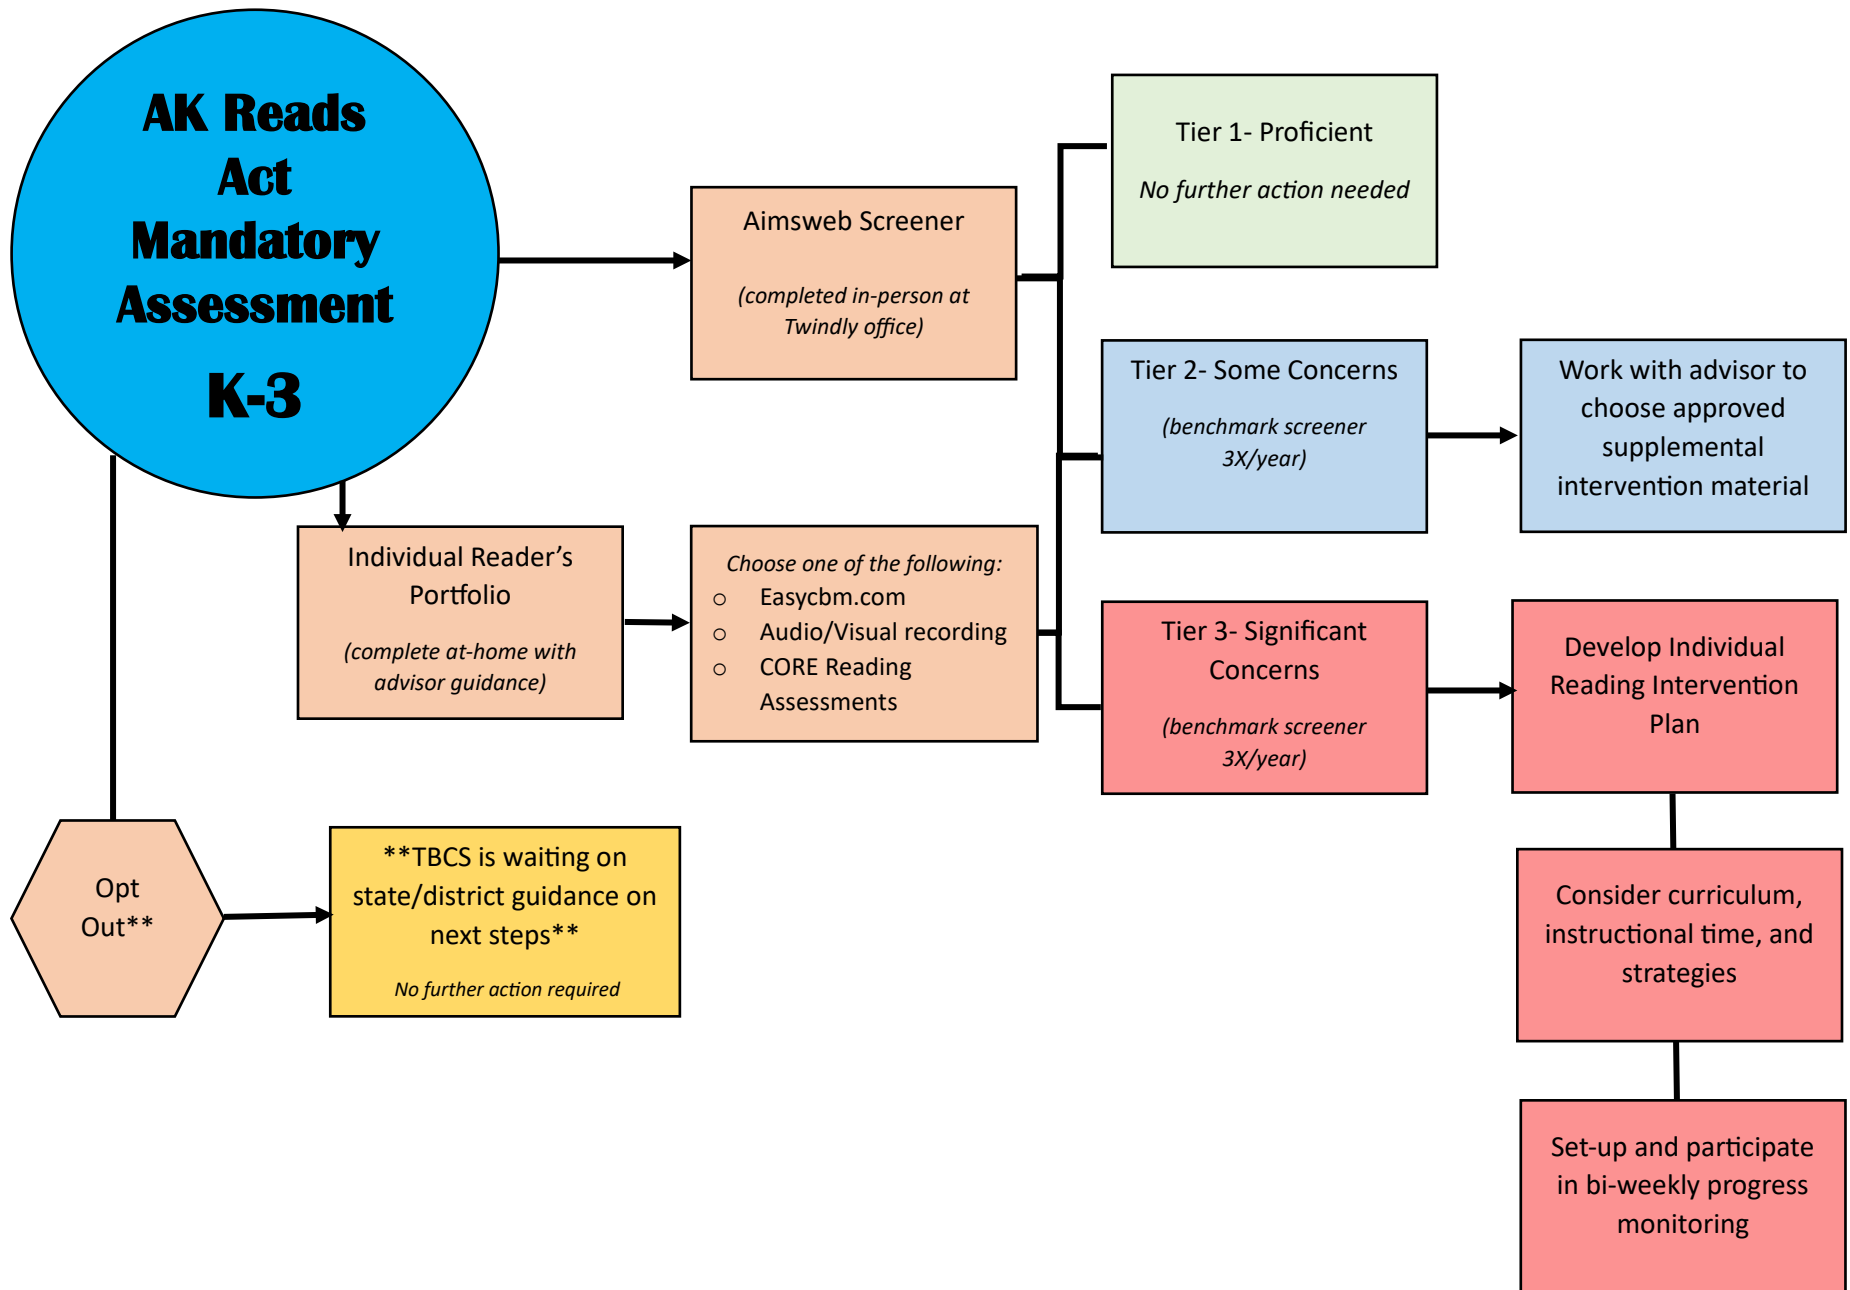 AK Reads
Act
Mandatory
Assessment
K-3
Aimsweb Screener
(completed in-person at
Twindly office)
Tier 1- Proficient
No further action needed
Tier 2- Some Concerns
(benchmark screener
3X/year)
Work with advisor to
choose approved
supplemental
intervention material
Individual Reader’s
Portfolio
(complete at-home with
advisor guidance)
Choose one of the following:
o Easycbm.com
o Audio/Visual recording
o CORE Reading
Assessments
Tier 3- Significant
Concerns
(benchmark screener
3X/year)
Develop Individual
Reading Intervention
Plan
Opt
Out**
**TBCS is waiting on
state/district guidance on
next steps**
No further action required
Consider curriculum,
instructional time, and
strategies
Set-up and participate
in bi-weekly progress
monitoring